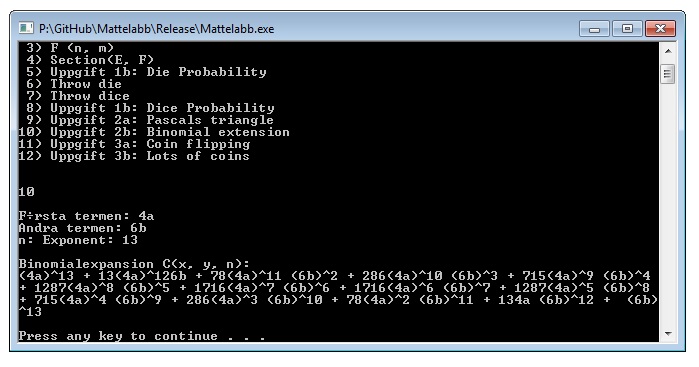 P:\GitHub\Mattelabb\Release\Mattelabb.exe
3) F (n, m)
4) Section(E, F)
5) Uppgift 1b: Die Probability
6) Throw die
7) Throw dice
8) Uppgift 1b: Dice Probability
9) Uppgift 2a: Pascals triangle
10) Uppgift 2b: Binomial extension
11) Uppgift 3a: Coin flipping
12) Uppgift 3b: Lots of coins
10
F÷rsta termen: 4a
Andra termen: 6b
n: Exponent: 13
Binomialexpansion C(x, y, n):
(4a)^13 + 13(4a)^126b + 78(4a)^11 (6b)^2 + 286(4a)^10 (6b)^3 + 715(4a)^9 (6b)^4
+ 1287(4a)^8 (6b)^5 + 1716(4a)^7 (6b)^6 + 1716(4a)^6 (6b)^7 + 1287(4a)^5 (6b)^8
+ 715(4a)^4 (6b)^9 + 286(4a)^3 (6b)^10 + 78(4a)^2 (6b)^11 + 134a (6b)^12 +  (6b)
^13
Press any key to continue . . .